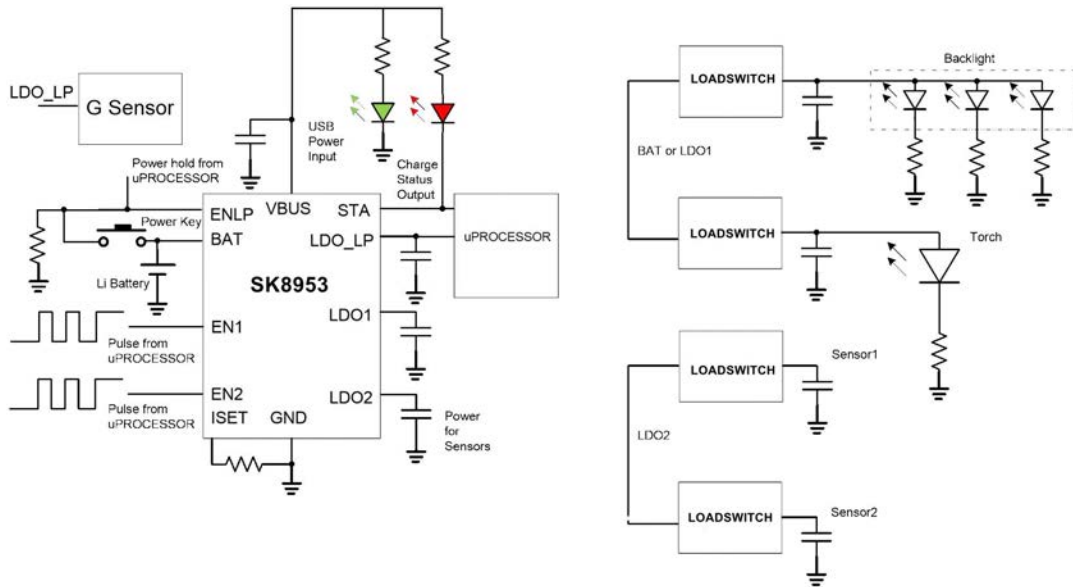 LDO_LP
G Sensor
Power hold from
uPROCESSOR
Power Key
Li Battery
Pulse from
uPROCESSOR
Pulse from
uPROCESSOR
USB
Power
Input
Charge
Status
Output
ENLP
VBUS
STA
BAT
LDO_LP
SK8953
EN1
LDO1
EN2
LDO2
ISET
GND
uPROCESSOR
Power
for
Sensors
LOADSWITCH
Backlight
BAT or LDO1
LOADSWITCH
Torch
LOADSWITCH
Sensor1
LDO2
LOADSWITCH
Sensor2